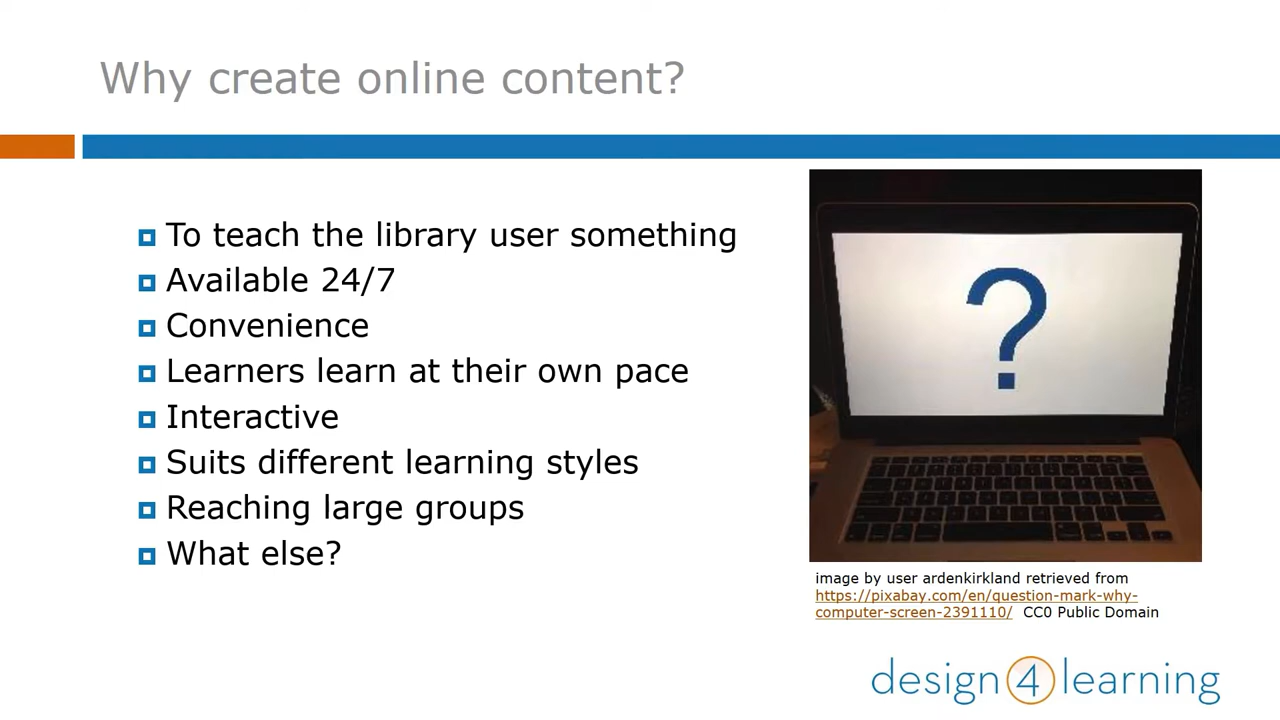 Why create online content?
To teach the library user something
Available 24/7
Convenience
Learners learn at their own pace
Interactive
Suits different learning styles
Reaching large groups
What else?
?
image by user ardenkirkland retrieved from
https://pixabay.com/en/question-mark-why-
computer-screen-2391110/ CC0 Public Domain
design 4 learning